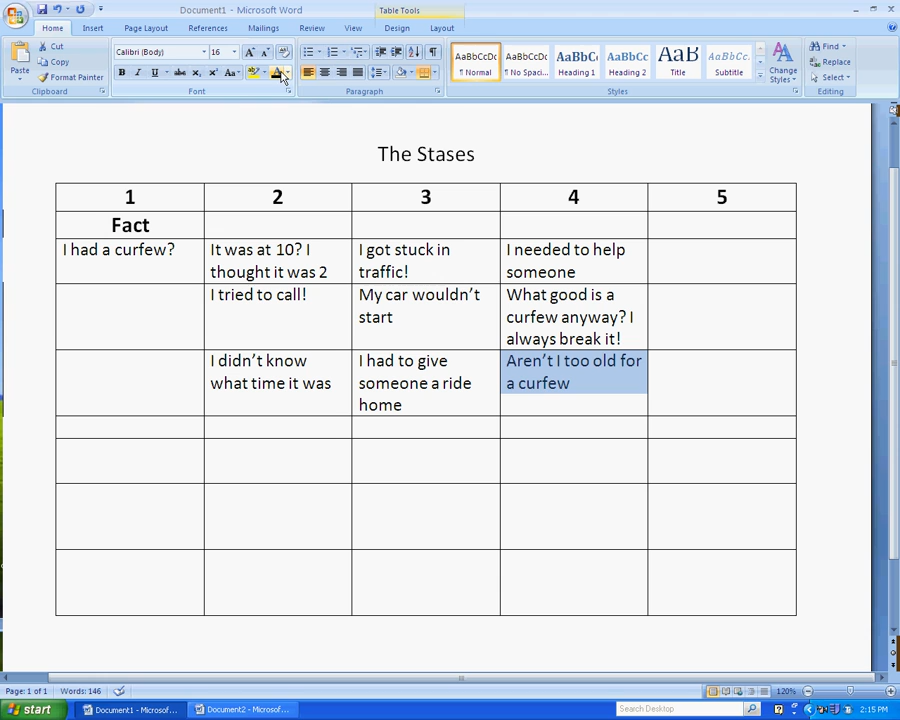 Document1 - Microsoft Word
Table Tools
Home Insert Page Layout References Mailings Review View Design Layout
Paste
Cut
Copy
Format Painter
Clipboard
Calibri (Body) 16
Font
Paragraph
AaBbCcDc AaBbCcDc AaBbC AaBbCc AaB AaBbCc.
¶ Normal ¶ No Spaci... Heading 1 Heading 2 Title Subtitle
Change
Styles
Styles
Find
Replace
Select
Editing
The Stases
1 2 3 4 5
Fact
I had a curfew?
It was at 10? I
thought it was 2
I got stuck in
traffic!
I needed to help
someone
I tried to call!
My car wouldn’t
start
What good is a
curfew anyway? I
always break it!
I didn’t know
what time it was
I had to give
someone a ride
home
Aren’t I too old for
a curfew
Page: 1 of 1 Words: 146 120%
start Document1 - Microsof... Document2 - Microsof... Search Desktop 2:15 PM